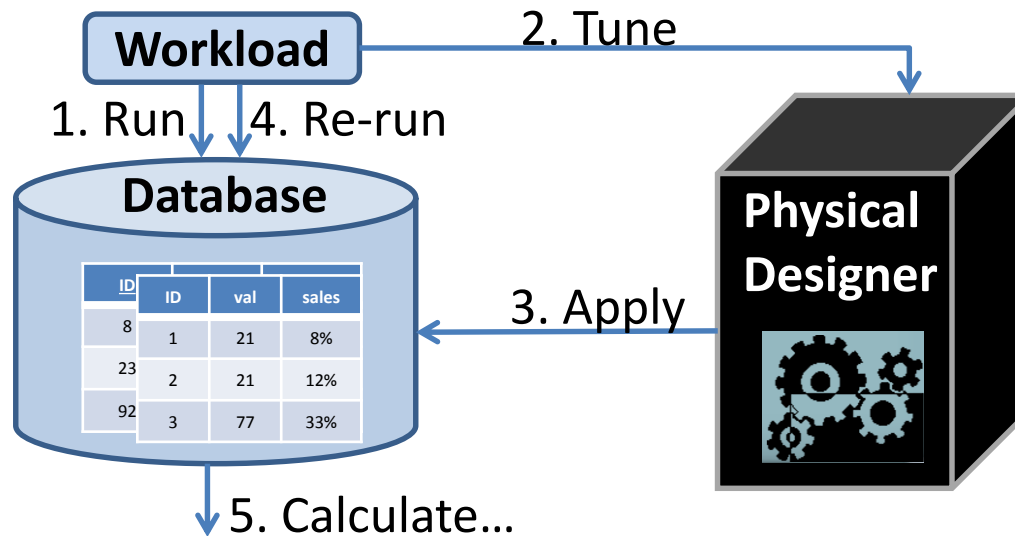 Workload
2. Tune
1. Run
4. Re-run
Database
Physical
Designer
ID
ID val sales
8
1 21 8%
23
2 21 12%
92
3 77 33%
3. Apply
5. Calculate…